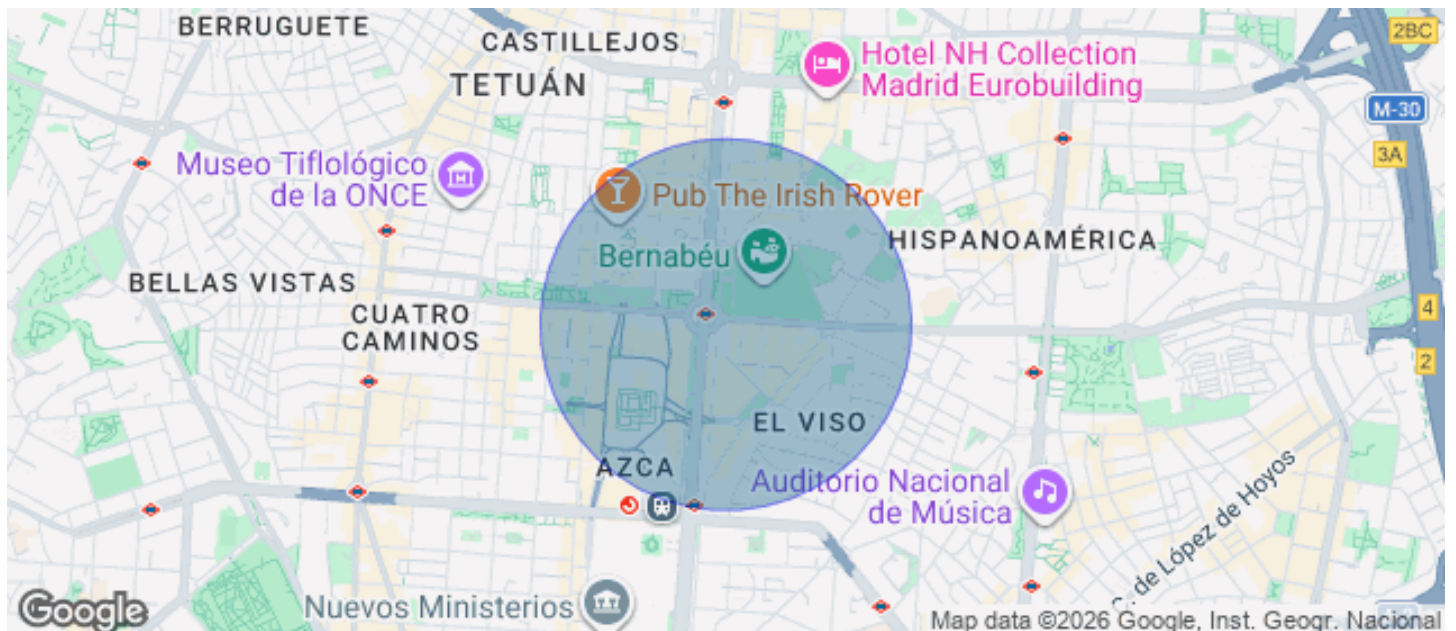 BERRUGUETE
CASTILLEJOS
TETUÁN
Hotel NH Collection
Madrid Eurobuilding
2BC
M-30
3A
Museo Tiflológico
de la ONCE
Pub The Irish Rover
Bernabéu
HISPANOAMÉRICA
BELLAS VISTAS
CUATRO
CAMINOS
4
2
EL VISO
AZCA
Auditorio Nacional
de Música
C. de López de Hoyos
Nuevos Ministerios
Google
Map data ©2026 Google, Inst. Geogr. Nacional